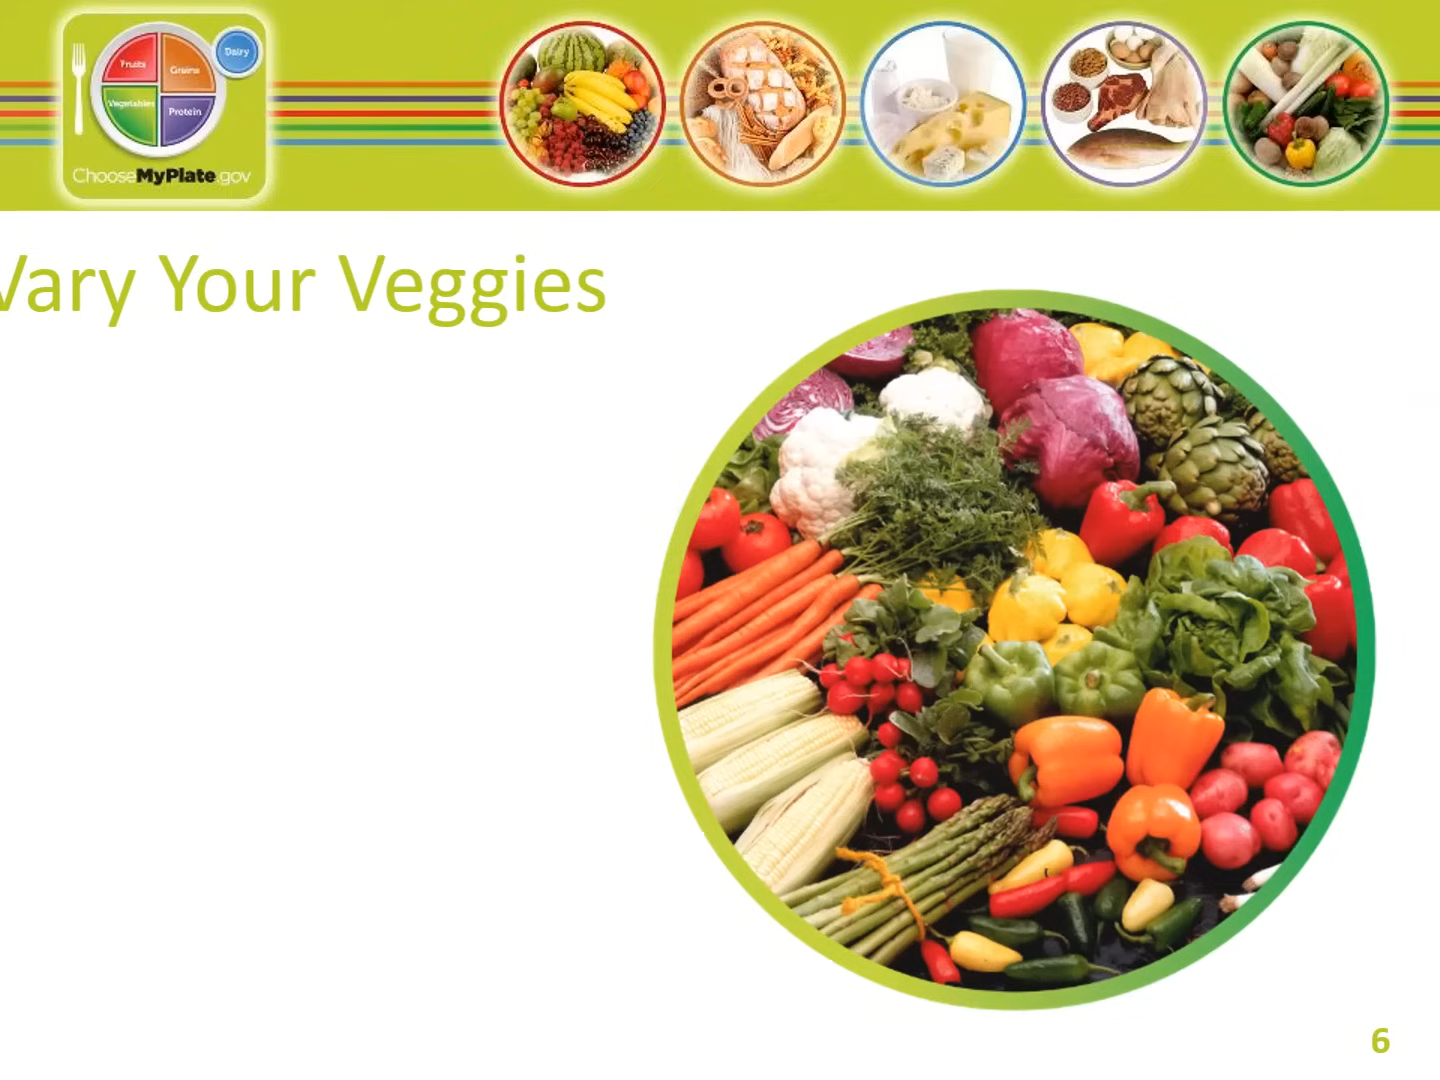 Fruits
Grains
Dairy
Vegetables
Protein
ChooseMyPlate.gov
Vary Your Veggies
6